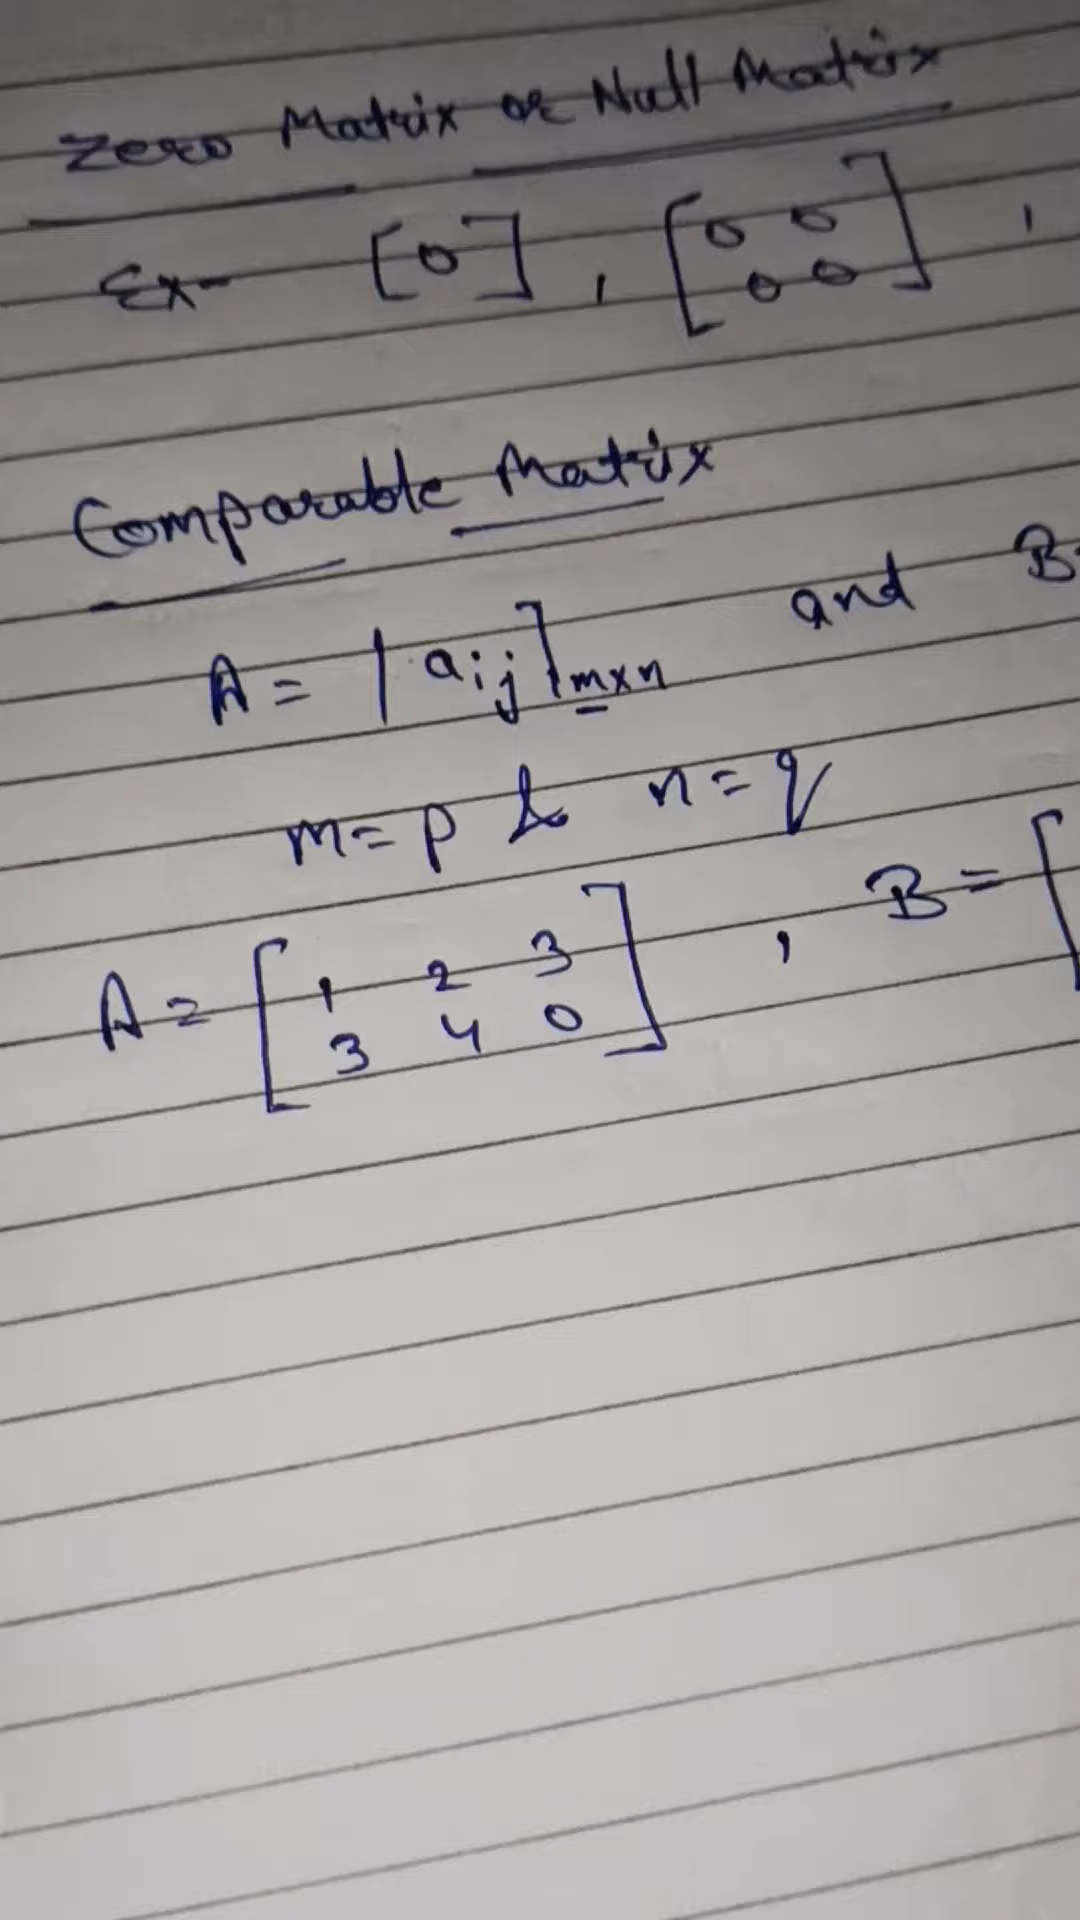 Zero Matrix or Null Matrix
Ex- [0] , [0 0
0 0] ,
Comparable Matrix
A = [aij]m×n and B
m = p & n = q
A = [1 2 3
3 4 0] , B = [